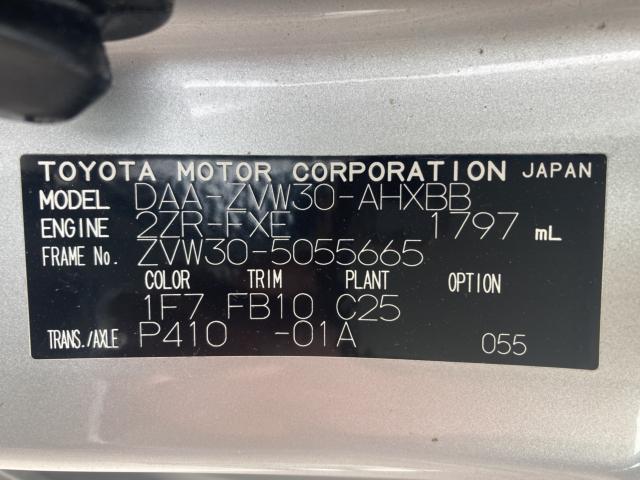 TOYOTA MOTOR CORPORATION JAPAN
MODEL DAA-ZVW30-AHXBB
ENGINE 2ZR-FXE 1797 mL
FRAME No. ZVW30-5055665
COLOR TRIM PLANT OPTION
1F7 FB10 C25
TRANS./AXLE P410 -01A 055